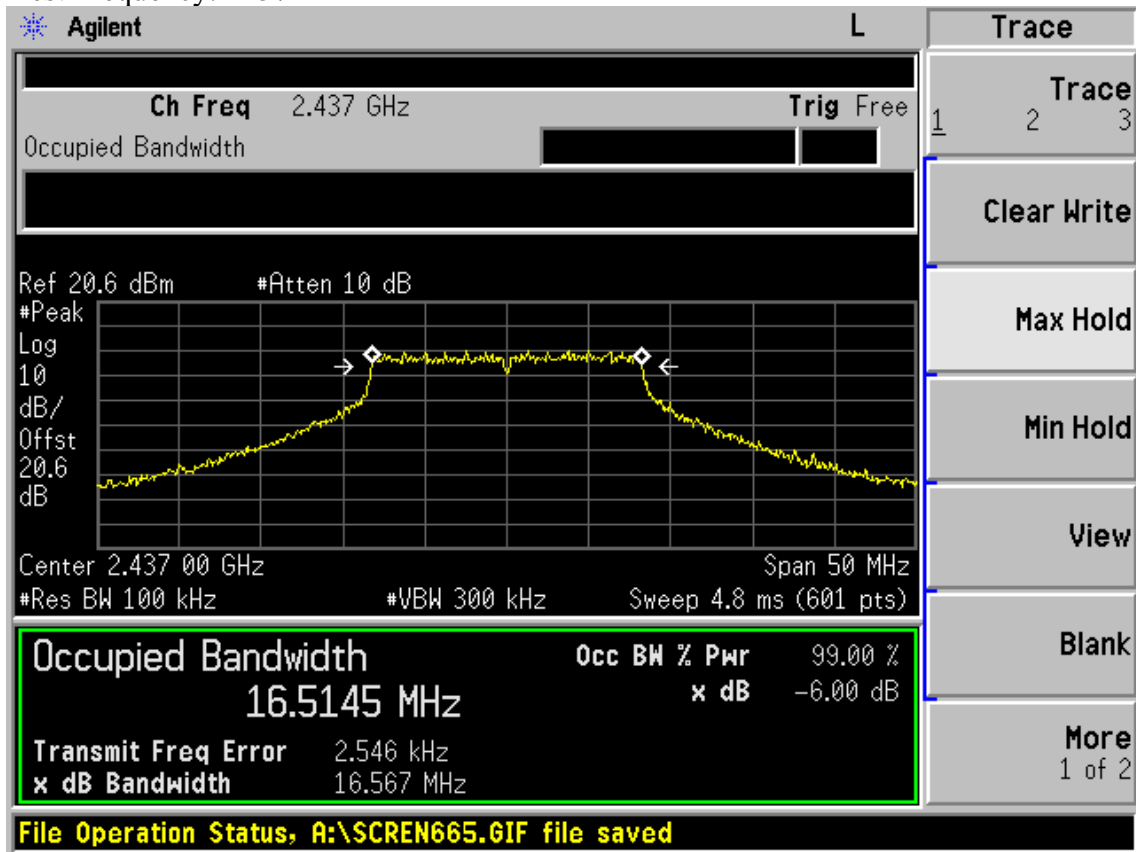 Agilent L Trace
Ch Freq 2.437 GHz Trig Free
Occupied Bandwidth
Trace
1 2 3
Clear Write
Max Hold
Min Hold
View
Blank
More
1 of 2
Ref 20.6 dBm #Atten 10 dB
#Peak
Log
10
dB/
Offst
20.6
dB
Center 2.437 00 GHz Span 50 MHz
#Res BW 100 kHz #VBW 300 kHz Sweep 4.8 ms (601 pts)
Occupied Bandwidth Occ BW % Pwr 99.00 %
16.5145 MHz x dB -6.00 dB
Transmit Freq Error 2.546 kHz
x dB Bandwidth 16.567 MHz
File Operation Status, A:\SCREN665.GIF file saved